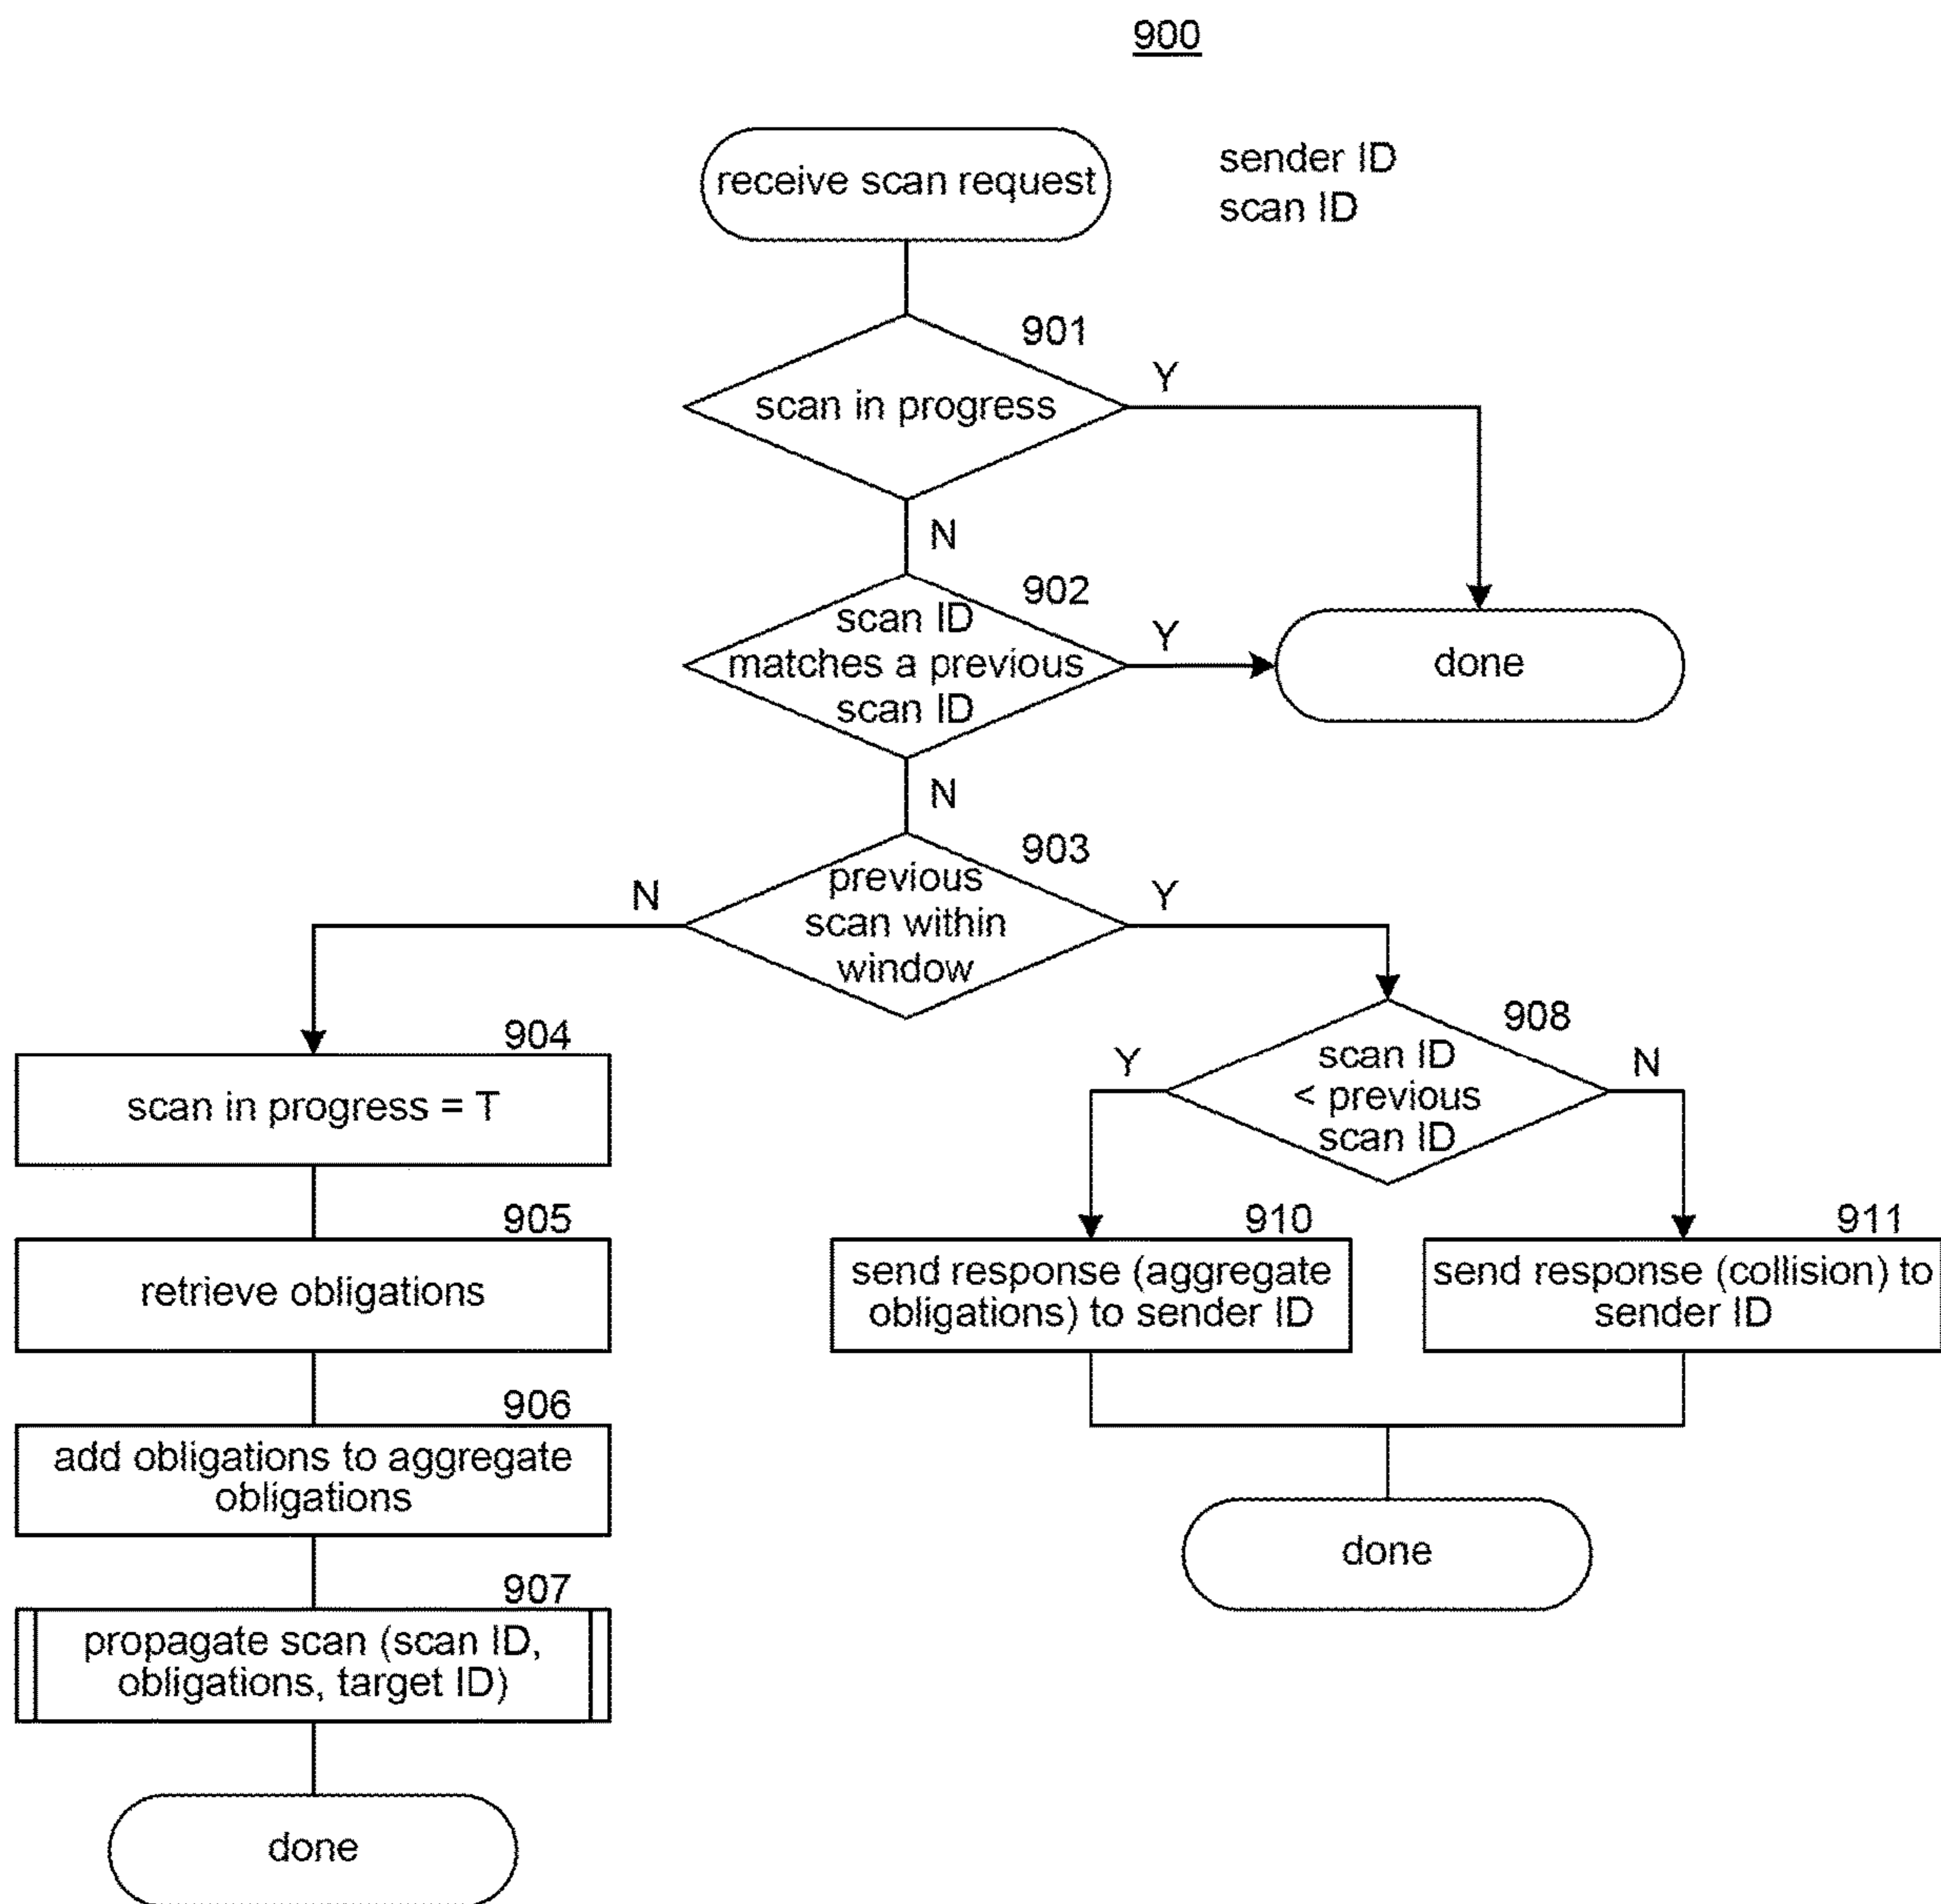 900
receive scan request
sender ID
scan ID
901
scan in progress
Y
N
902
scan ID
matches a previous
scan ID
Y
done
N
903
previous
scan within
window
N
Y
904
scan in progress = T
908
scan ID
< previous
scan ID
Y
N
905
retrieve obligations
910
send response (aggregate
obligations) to sender ID
911
send response (collision) to
sender ID
906
add obligations to aggregate
obligations
done
907
propagate scan (scan ID,
obligations, target ID)
done